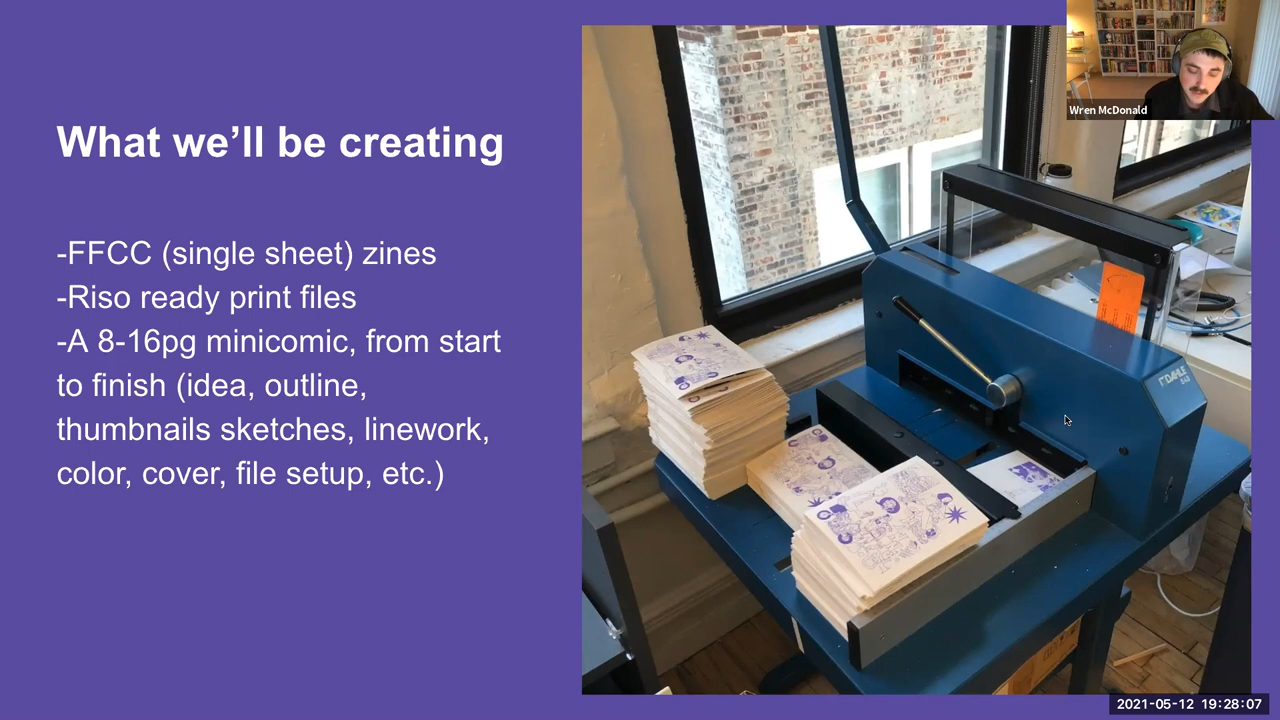 What we’ll be creating
-FFCC (single sheet) zines
-Riso ready print files
-A 8-16pg minicomic, from start
to finish (idea, outline,
thumbnails sketches, linework,
color, cover, file setup, etc.)
Wren McDonald
DAHLE
848
2021-05-12 19:28:07